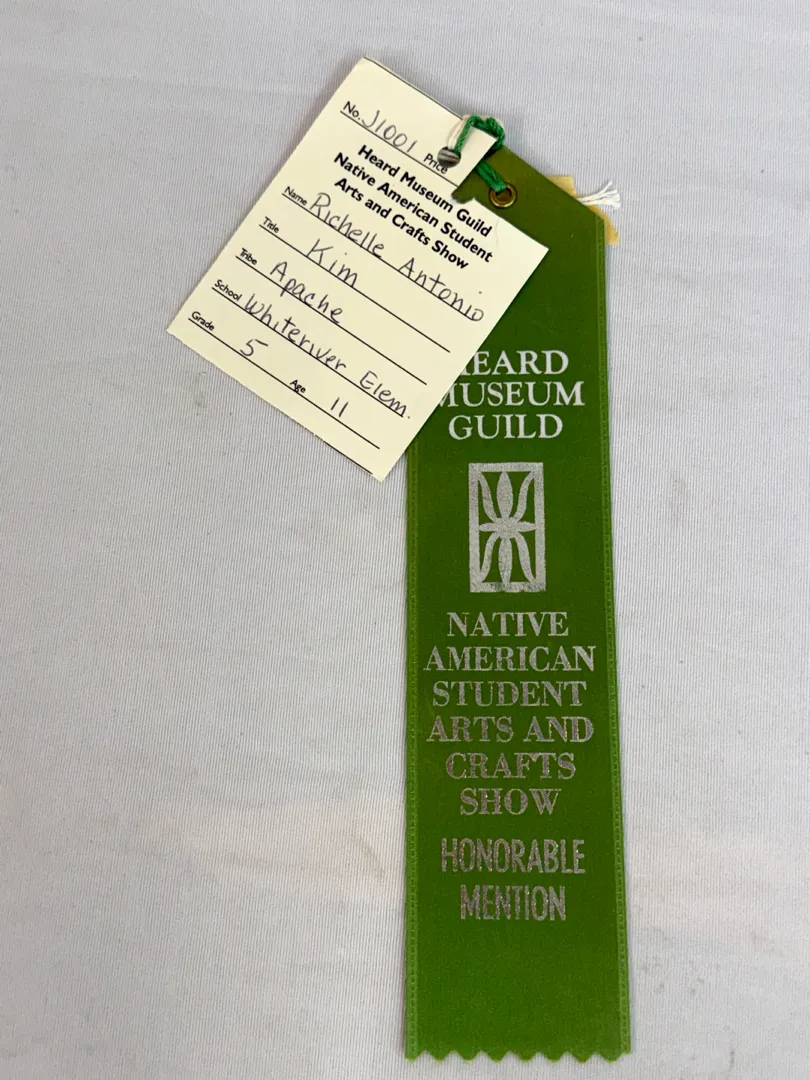 No. J1001 Price
Heard Museum Guild
Native American Student
Arts and Crafts Show
Name Richelle Antonio
Title Kim
Tribe Apache
School Whiteriver Elem.
Grade 5 Age 11
HEARD
MUSEUM
GUILD
NATIVE
AMERICAN
STUDENT
ARTS AND
CRAFTS
SHOW
HONORABLE
MENTION